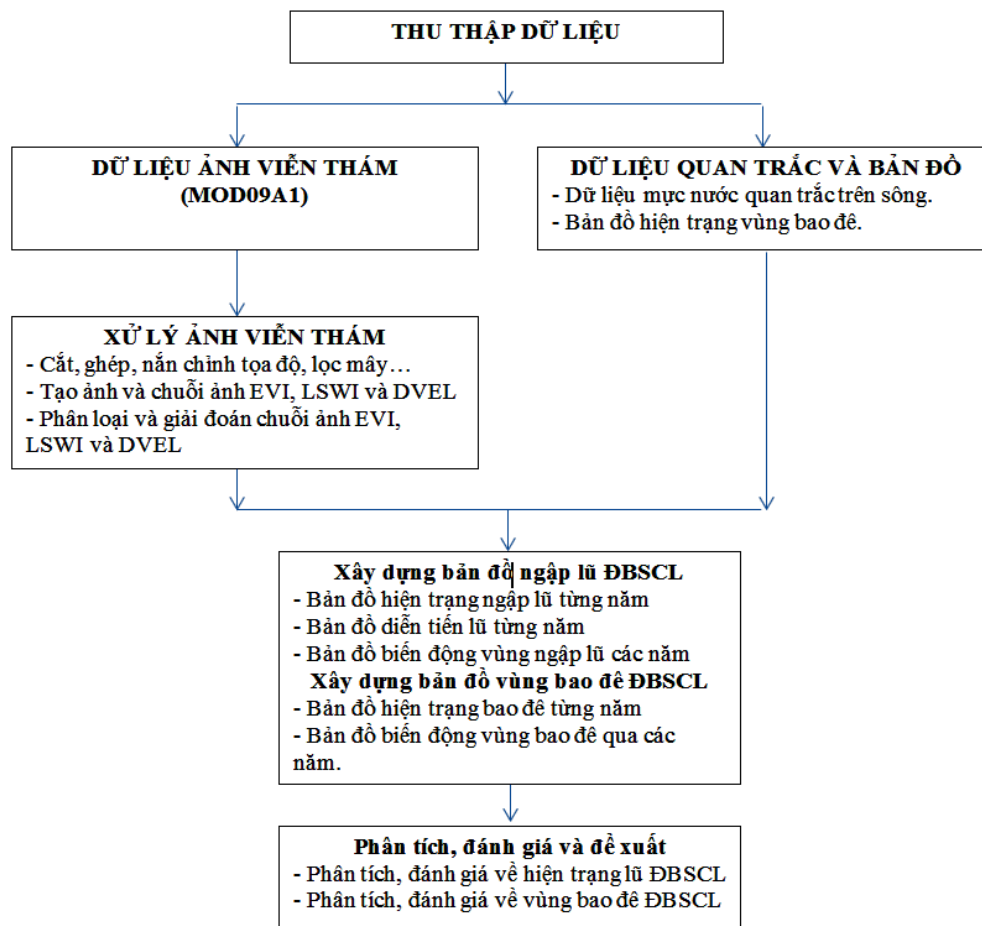 THU THẬP DỮ LIỆU
DỮ LIỆU ẢNH VIỄN THÁM
(MOD09A1)
DỮ LIỆU QUAN TRẮC VÀ BẢN ĐỒ
- Dữ liệu mực nước quan trắc trên sông.
- Bản đồ hiện trạng vùng bao đê.
XỬ LÝ ẢNH VIỄN THÁM
- Cắt, ghép, nắn chỉnh tọa độ, lọc mây…
- Tạo ảnh và chuỗi ảnh EVI, LSWI và DVEL
- Phân loại và giải đoán chuỗi ảnh EVI,
LSWI và DVEL
Xây dựng bản đồ ngập lũ ĐBSCL
- Bản đồ hiện trạng ngập lũ từng năm
- Bản đồ diễn tiến lũ từng năm
- Bản đồ biến động vùng ngập lũ các năm
Xây dựng bản đồ vùng bao đê ĐBSCL
- Bản đồ hiện trạng bao đê từng năm
- Bản đồ biến động vùng bao đê qua các
năm.
Phân tích, đánh giá và đề xuất
- Phân tích, đánh giá về hiện trạng lũ ĐBSCL
- Phân tích, đánh giá về vùng bao đê ĐBSCL